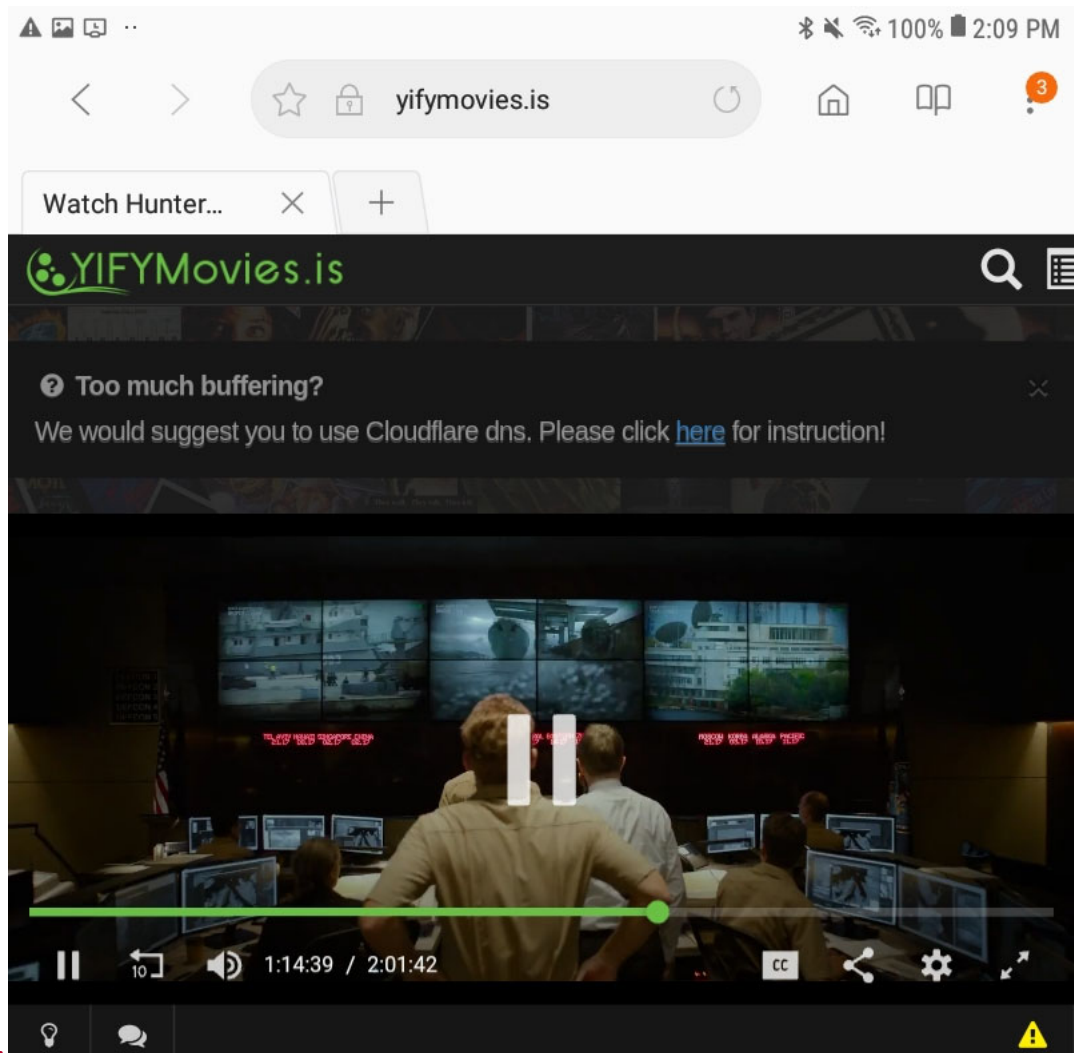 100% 2:09 PM
yifymovies.is
3
Watch Hunter...
YIFYMovies.is
Too much buffering?
We would suggest you to use Cloudflare dns. Please click here for instruction!
10
1:14:39 / 2:01:42
CC